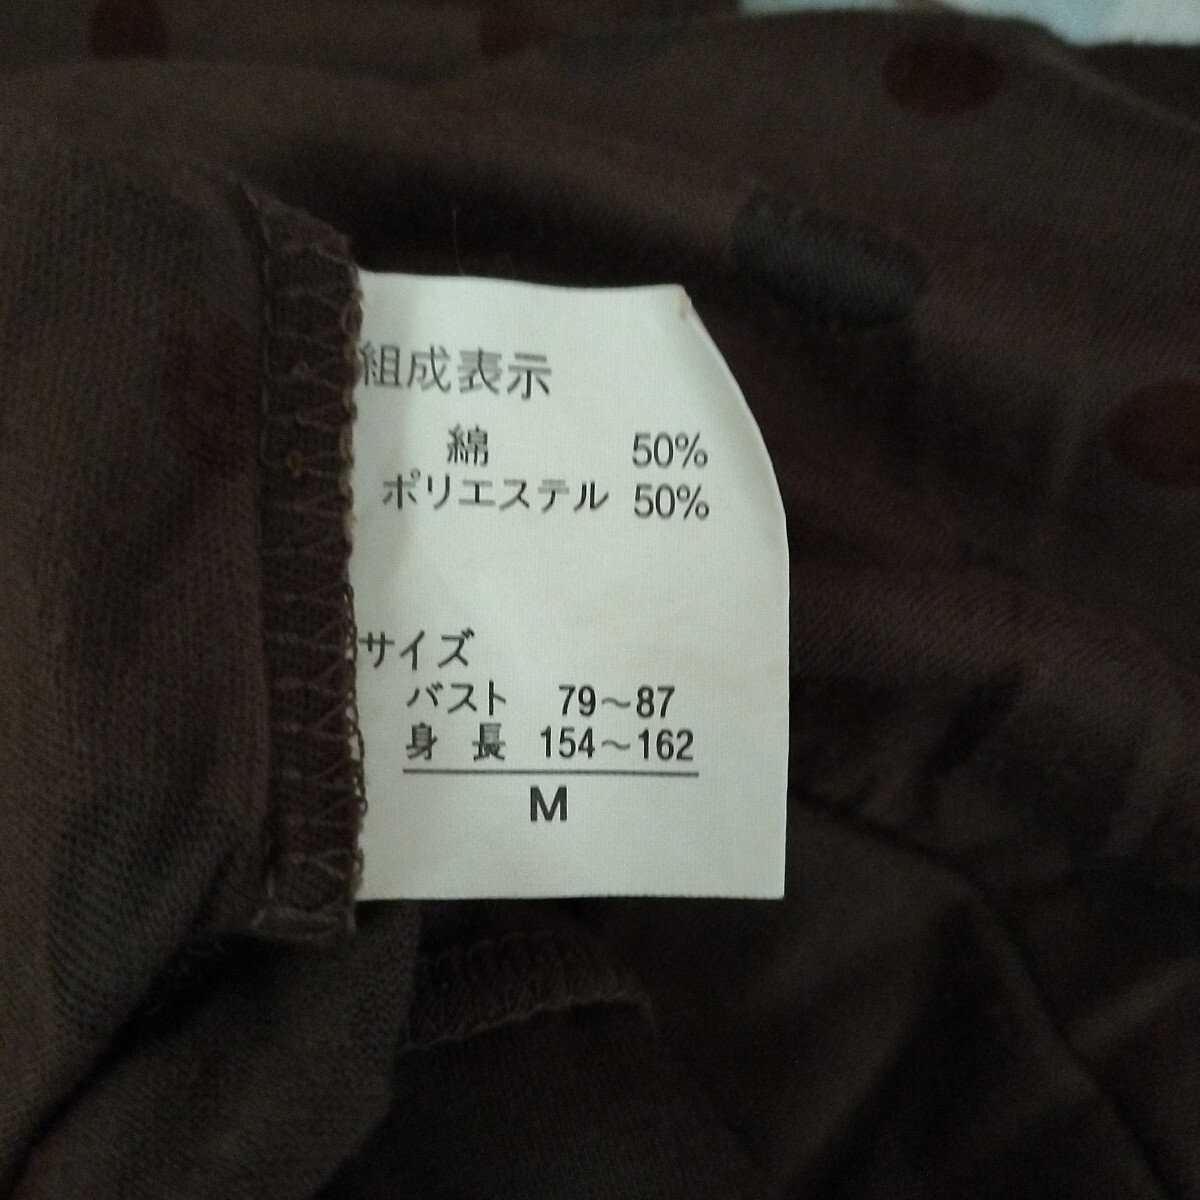 組成表示
綿 50%
ポリエステル 50%
サイズ
バスト 79～87
身長 154～162
M